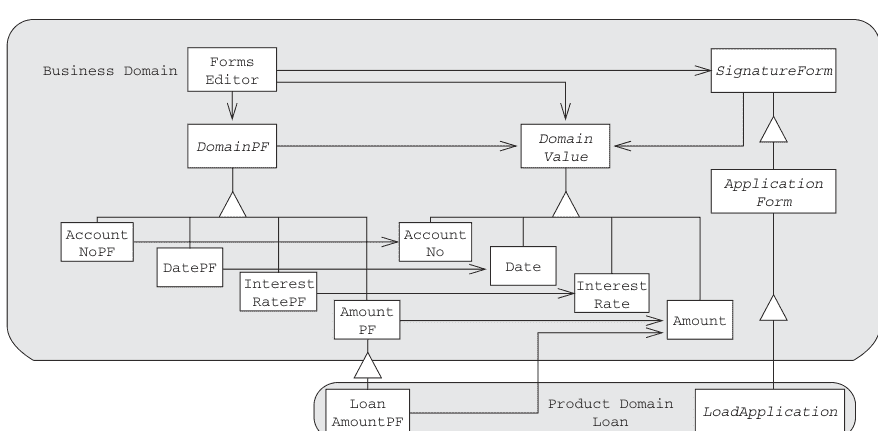 Business Domain
Forms
Editor
SignatureForm
DomainPF
Domain
Value
Application
Form
Account
NoPF
Account
No
DatePF
Date
Interest
RatePF
Interest
Rate
Amount
PF
Amount
Loan
AmountPF
Product Domain
Loan
LoadApplication